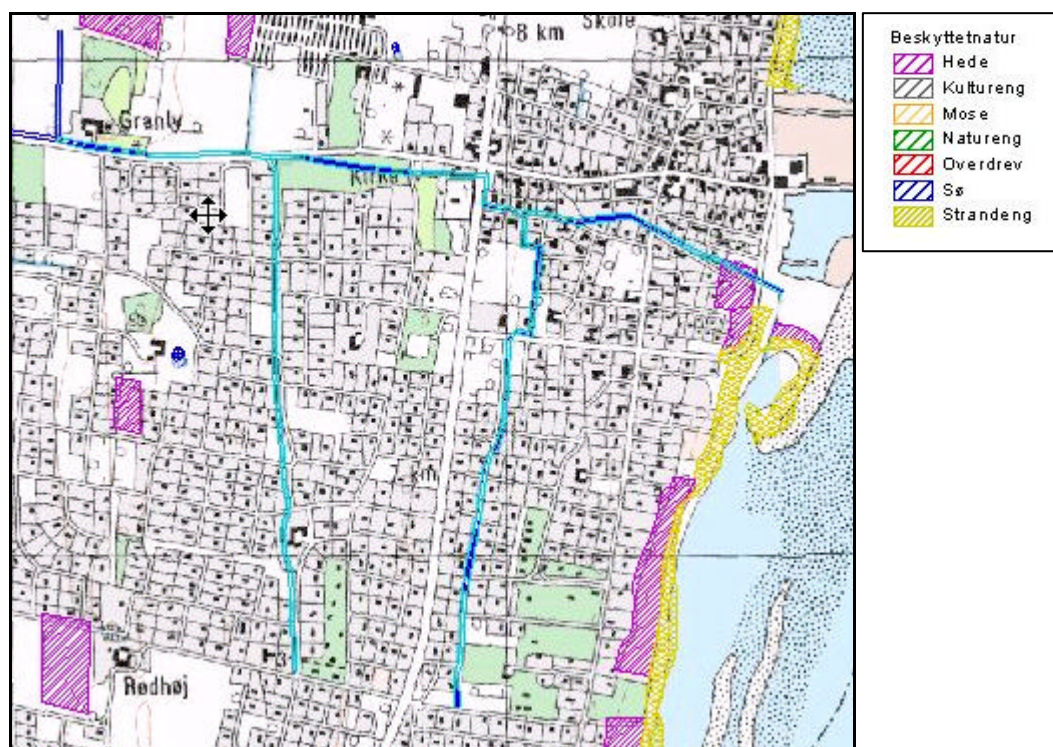 Skole
8 km
Granly
Kirke
Rødhøj
Beskyttetnatur
Hede
Kultureng
Mose
Natureng
Overdrev
Sø
Strandeng